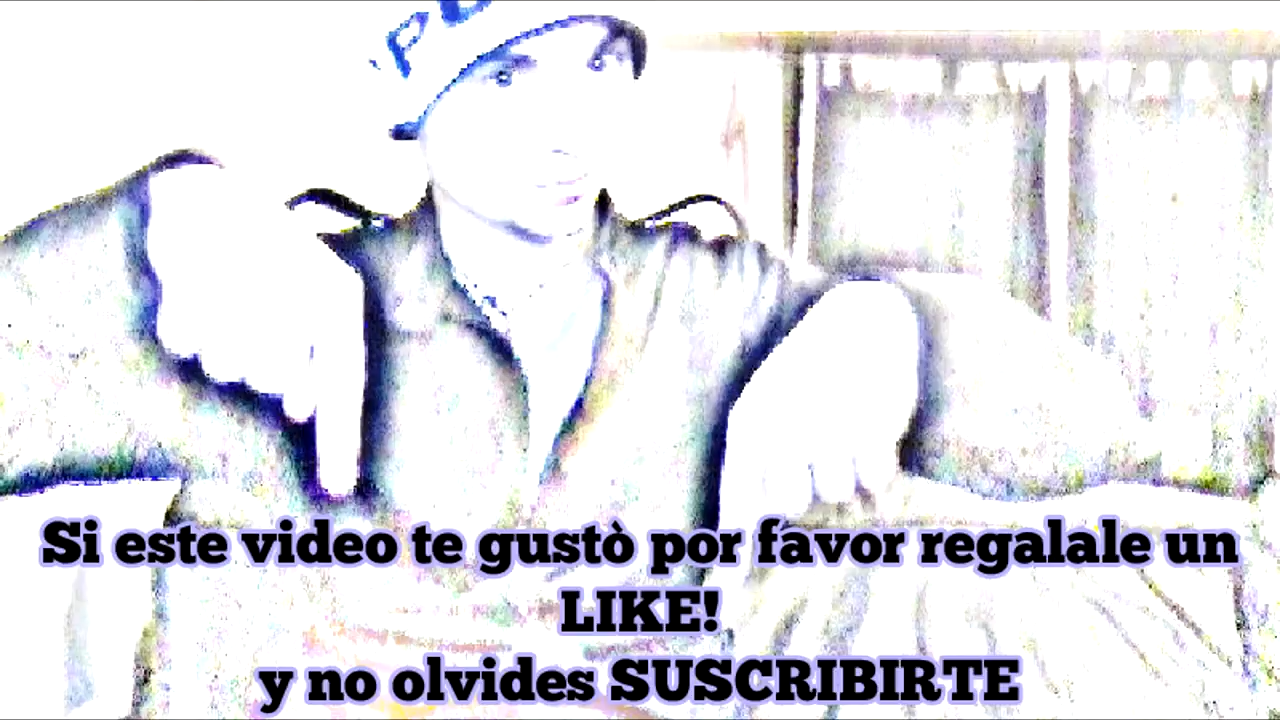 Si este video te gustò por favor regalale un
LIKE!
y no olvides SUSCRIBIRTE